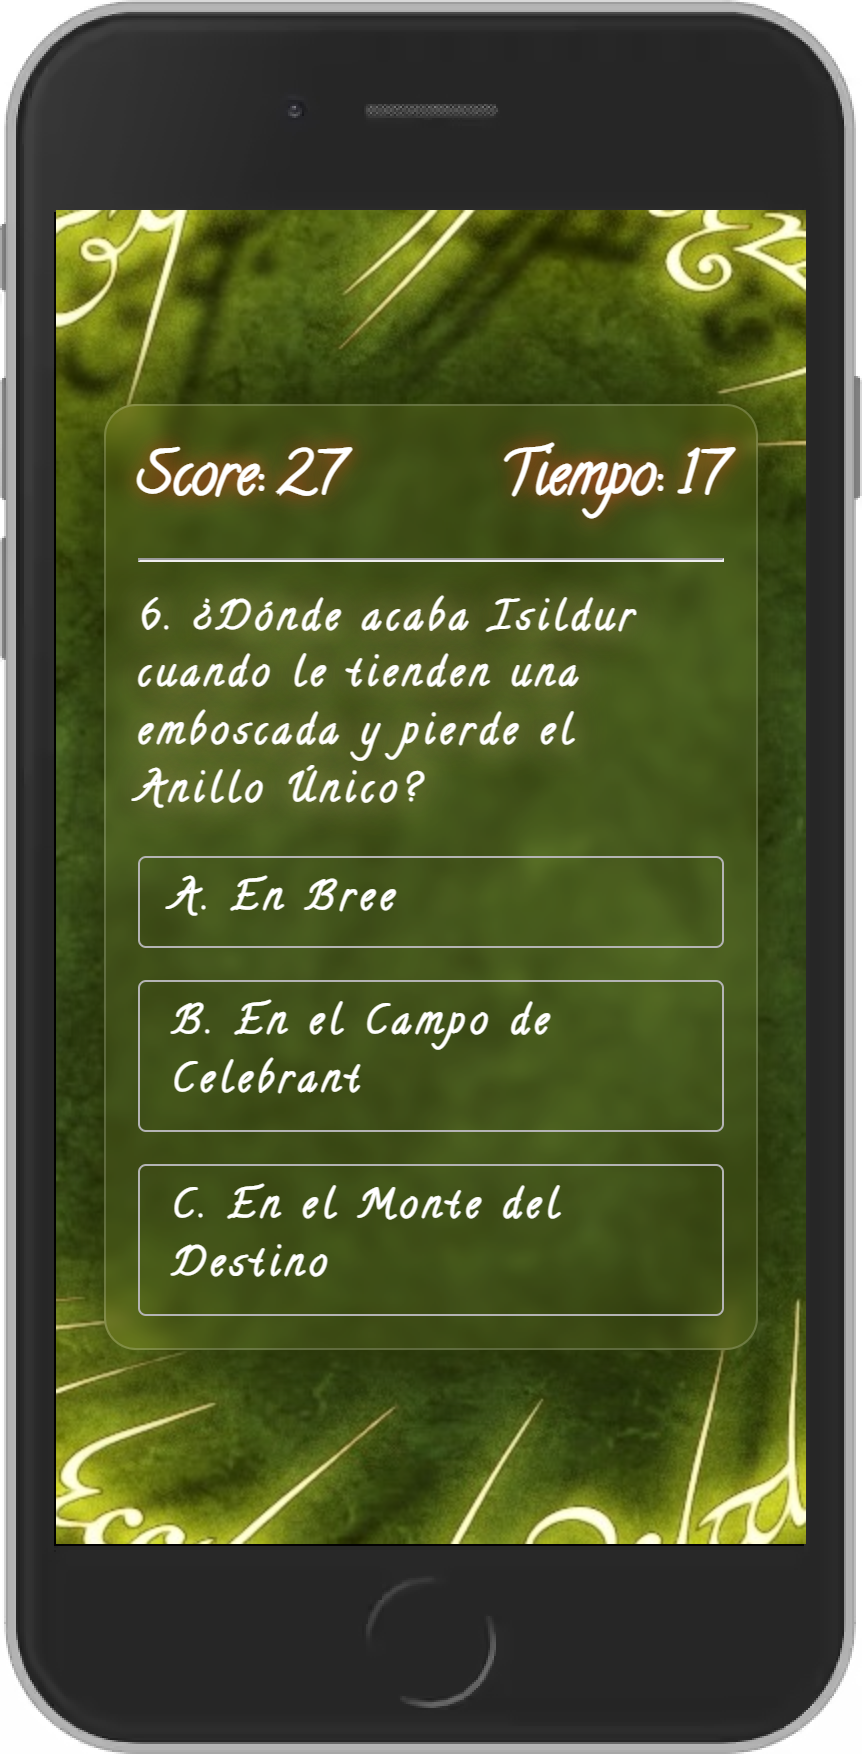 Score: 27 Tiempo: 17
6. ¿Dónde acaba Isildur
cuando le tienden una
emboscada y pierde el
Anillo Único?
A. En Bree
B. En el Campo de
Celebrant
C. En el Monte del
Destino